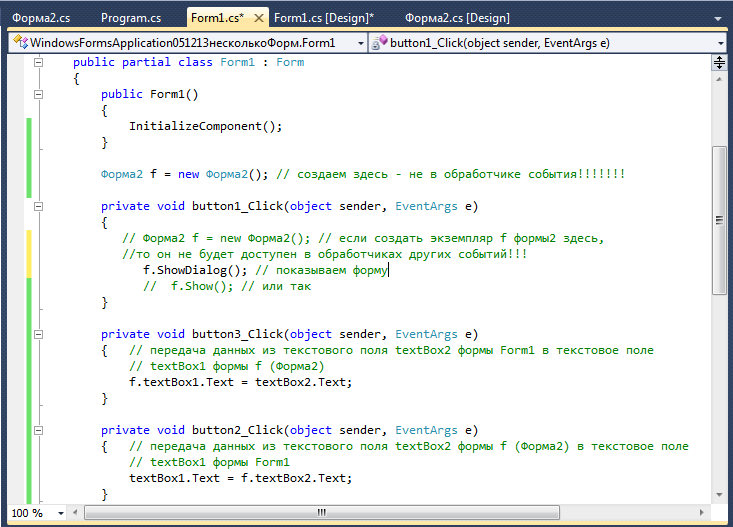 Форма2.cs Program.cs Form1.cs* Form1.cs [Design]* Форма2.cs [Design]
WindowsFormsApplication051213несколькоФорм.Form1 button1_Click(object sender, EventArgs e)
public partial class Form1 : Form
{
public Form1()
{
InitializeComponent();
}
Форма2 f = new Форма2(); // создаем здесь - не в обработчике события!!!!!!!
private void button1_Click(object sender, EventArgs e)
{
// Форма2 f = new Форма2(); // если создать экземпляр f формы2 здесь,
//то он не будет доступен в обработчиках других событий!!!
f.ShowDialog(); // показываем форму
// f.Show(); // или так
}
private void button3_Click(object sender, EventArgs e)
{ // передача данных из текстового поля textBox2 формы Form1 в текстовое поле
// textBox1 формы f (Форма2)
f.textBox1.Text = textBox2.Text;
}
private void button2_Click(object sender, EventArgs e)
{ // передача данных из текстового поля textBox2 формы f (Форма2) в текстовое поле
// textBox1 формы Form1
textBox1.Text = f.textBox2.Text;
}
100 %